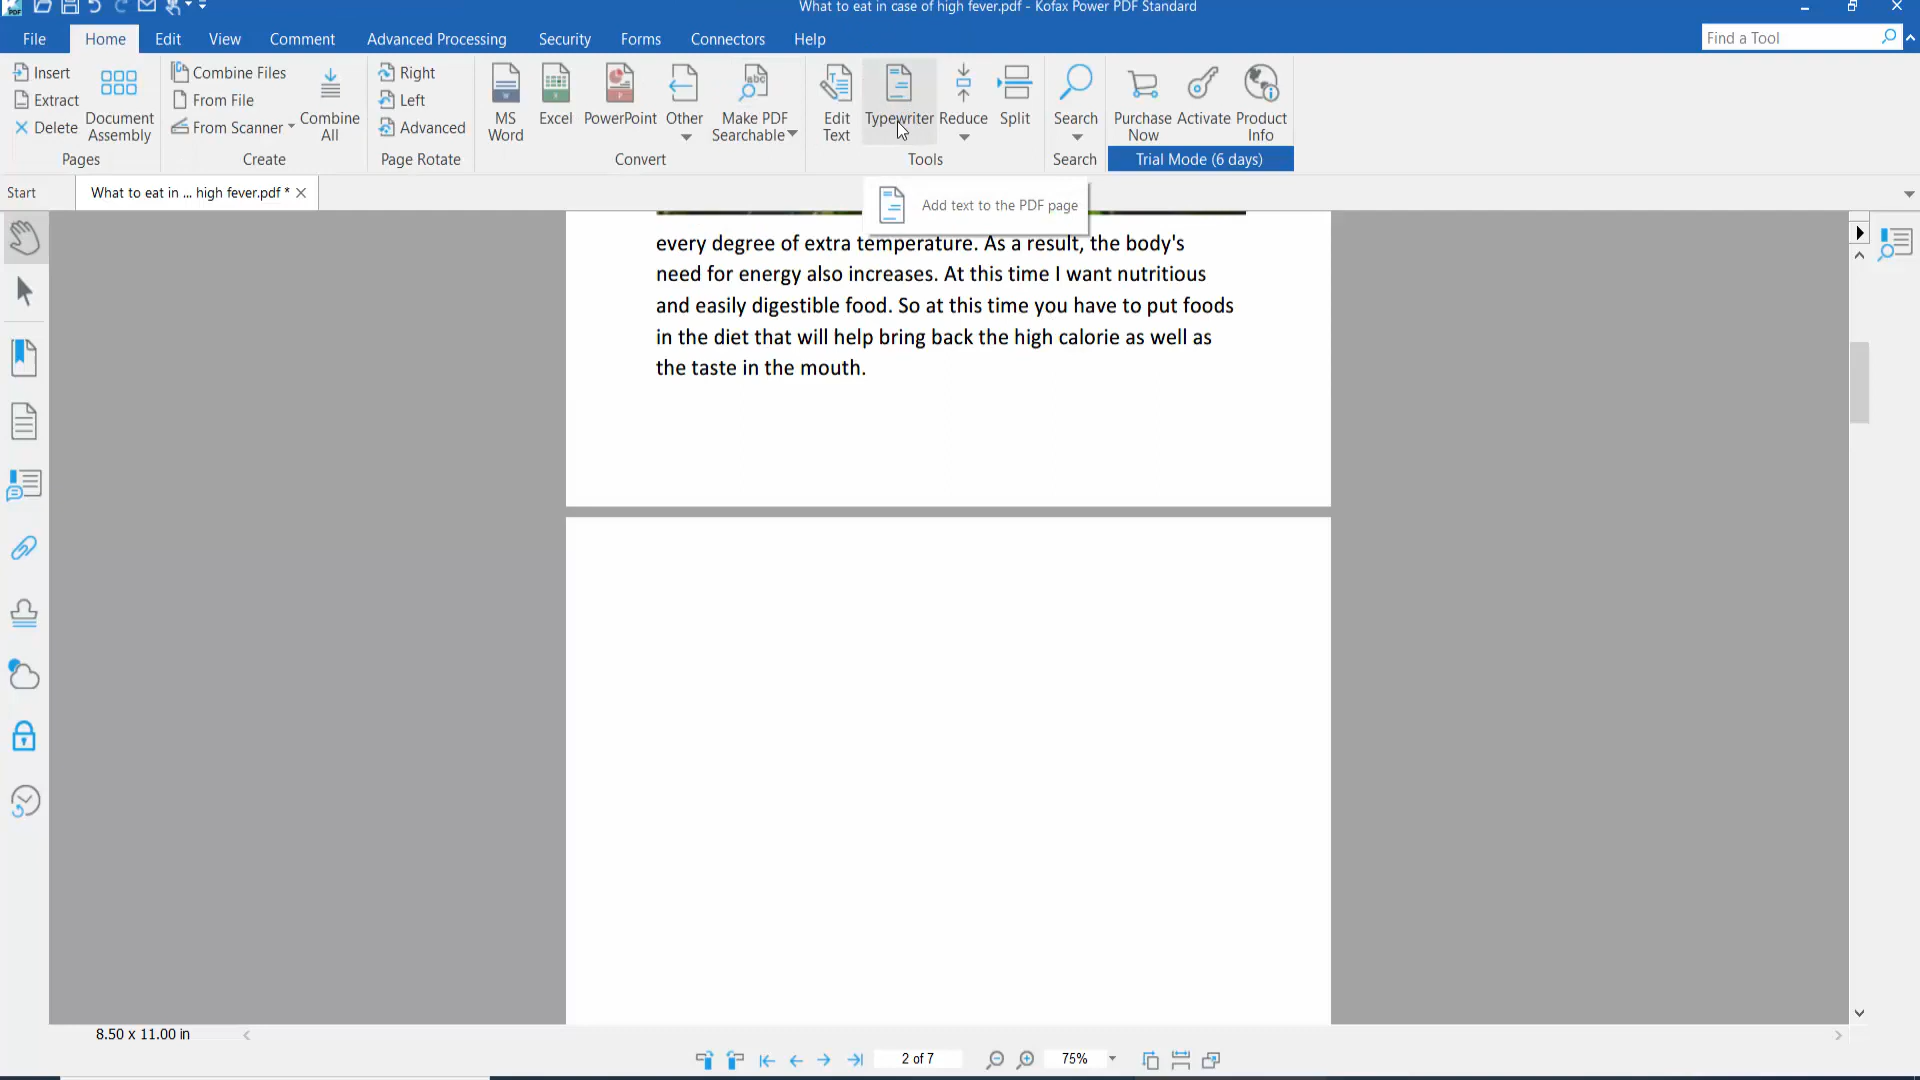 What to eat in case of high fever.pdf - Kofax Power PDF Standard
File Home Edit View Comment Advanced Processing Security Forms Connectors Help Find a Tool
Insert
Extract
Delete
Document Assembly
Pages
Combine Files
From File
From Scanner
Combine All
Create
Right
Left
Advanced
Page Rotate
MS Word
Excel
PowerPoint
Other
Make PDF Searchable
Convert
Edit Text
Typewriter
Reduce
Split
Tools
Search
Search
Purchase Now
Activate
Product Info
Trial Mode (6 days)
Start
What to eat in ... high fever.pdf *
Add text to the PDF page
every degree of extra temperature. As a result, the body's
need for energy also increases. At this time I want nutritious
and easily digestible food. So at this time you have to put foods
in the diet that will help bring back the high calorie as well as
the taste in the mouth.
8.50 x 11.00 in
2 of 7
75%